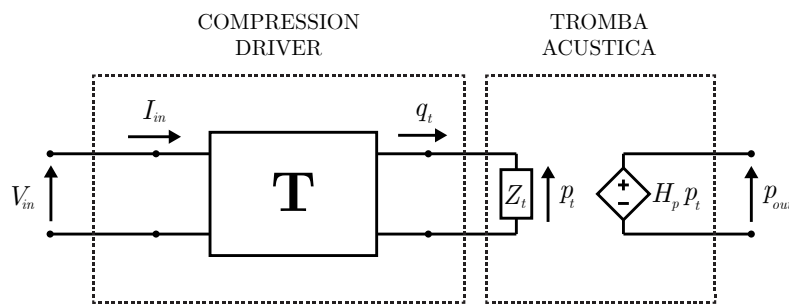 COMPRESSION
DRIVER
TROMBA
ACUSTICA
I_in
q_t
V_in
T
Z_t
p_t
+
−
H_p p_t
p_out